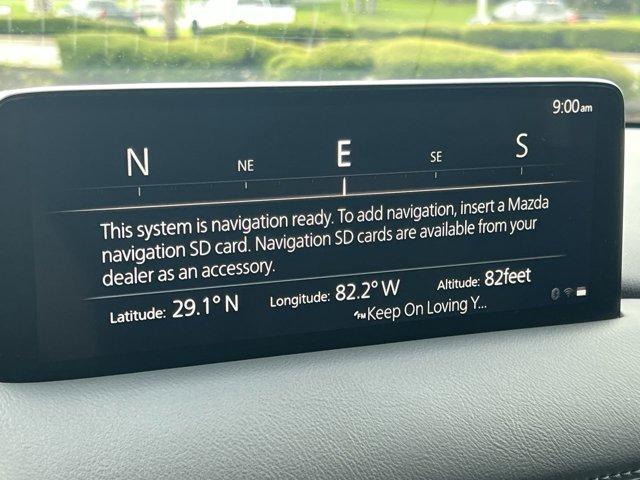 9:00am
N NE E SE S
This system is navigation ready. To add navigation, insert a Mazda
navigation SD card. Navigation SD cards are available from your
dealer as an accessory.
Latitude: 29.1° N Longitude: 82.2° W Altitude: 82feet
FM Keep On Loving Y...